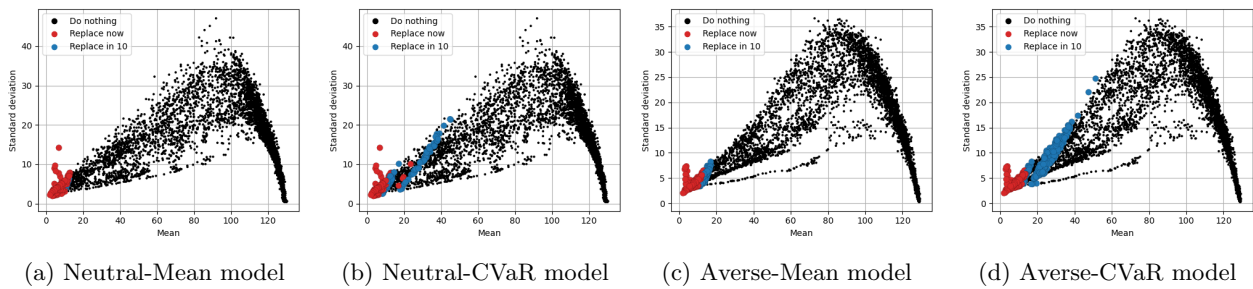 Do nothing
Replace now
Replace in 10
40
30
20
10
0
Standard deviation
0 20 40 60 80 100 120
Mean
(a) Neutral-Mean model
Do nothing
Replace now
Replace in 10
40
30
20
10
0
Standard deviation
0 20 40 60 80 100 120
Mean
(b) Neutral-CVaR model
Do nothing
Replace now
Replace in 10
35
30
25
20
15
10
5
0
Standard deviation
0 20 40 60 80 100 120
Mean
(c) Averse-Mean model
Do nothing
Replace now
Replace in 10
35
30
25
20
15
10
5
0
Standard deviation
0 20 40 60 80 100 120
Mean
(d) Averse-CVaR model